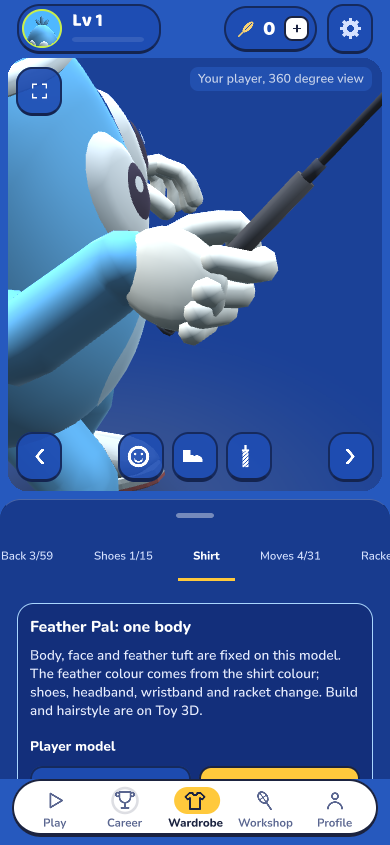 Lv 1
0
+
Your player, 360 degree view
Back 3/59
Shoes 1/15
Shirt
Moves 4/31
Racke
Feather Pal: one body
Body, face and feather tuft are fixed on this model.
The feather colour comes from the shirt colour;
shoes, headband, wristband and racket change. Build
and hairstyle are on Toy 3D.
Player model
Play
Career
Wardrobe
Workshop
Profile